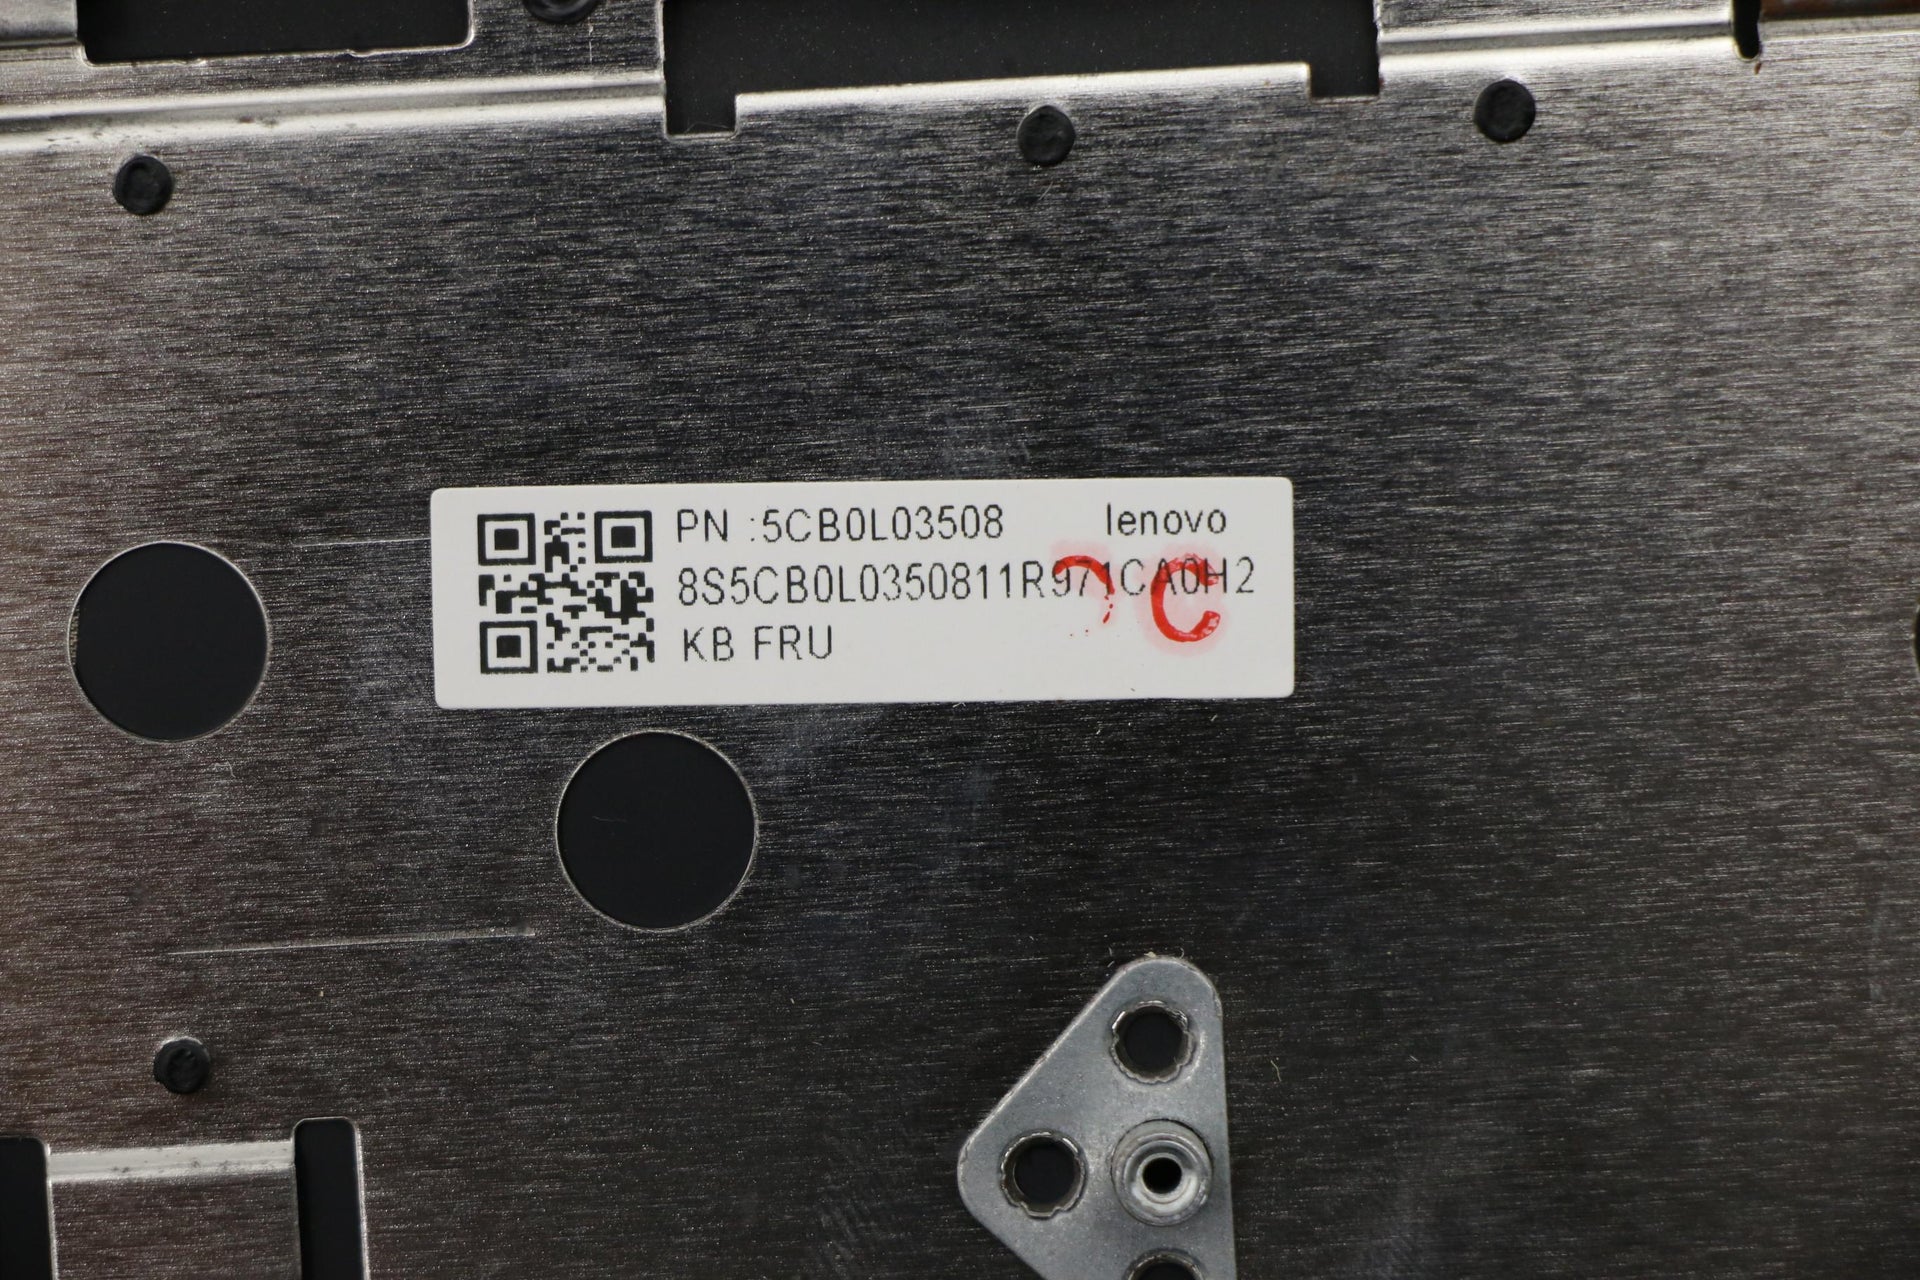 PN :5CB0L03508 lenovo
8S5CB0L0350811R971CA0H2
KB FRU
C